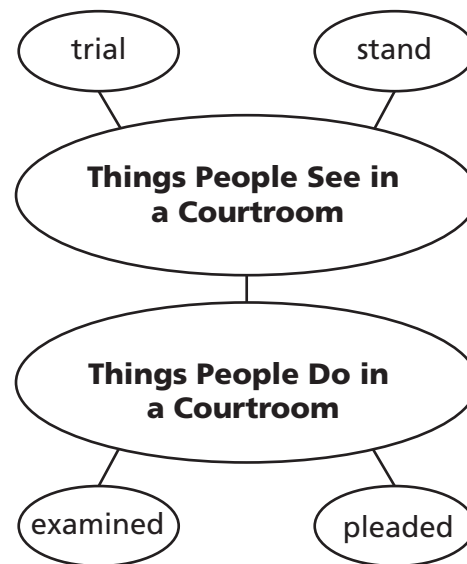 trial
stand
Things People See in
a Courtroom
Things People Do in
a Courtroom
examined
pleaded